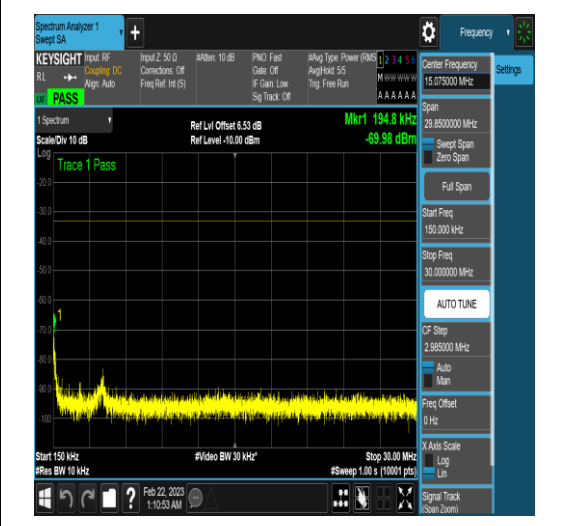 Spectrum Analyzer 1
Swept SA
+
Frequency
KEYSIGHT
RL
PASS
Input: RF
Coupling: DC
Align: Auto
Input Z: 50 Ω
Corrections: Off
Freq Ref: Int (S)
#Atten: 10 dB
PNO: Fast
Gate: Off
IF Gain: Low
Sig Track: Off
#Avg Type: Power (RMS
Avg|Hold: 5/5
Trig: Free Run
1 2 3 4 5 6
M W W W W W
A A A A A A
1 Spectrum
Scale/Div 10 dB
Ref Lvl Offset 6.53 dB
Ref Level -10.00 dBm
Mkr1 194.8 kHz
-69.98 dBm
Log
Trace 1 Pass
-20.0
-30.0
-40.0
-50.0
-60.0
1
-70.0
-80.0
-90.0
-100
Start 150 kHz
#Res BW 10 kHz
#Video BW 30 kHz*
Stop 30.00 MHz
#Sweep 1.00 s (10001 pts)
?
Feb 22, 2023
1:10:53 AM
Center Frequency
15.075000 MHz
Settings
Span
29.8500000 MHz
Swept Span
Zero Span
Full Span
Start Freq
150.000 kHz
Stop Freq
30.000000 MHz
AUTO TUNE
CF Step
2.985000 MHz
Auto
Man
Freq Offset
0 Hz
X Axis Scale
Log
Lin
Signal Track
(Span Zoom)